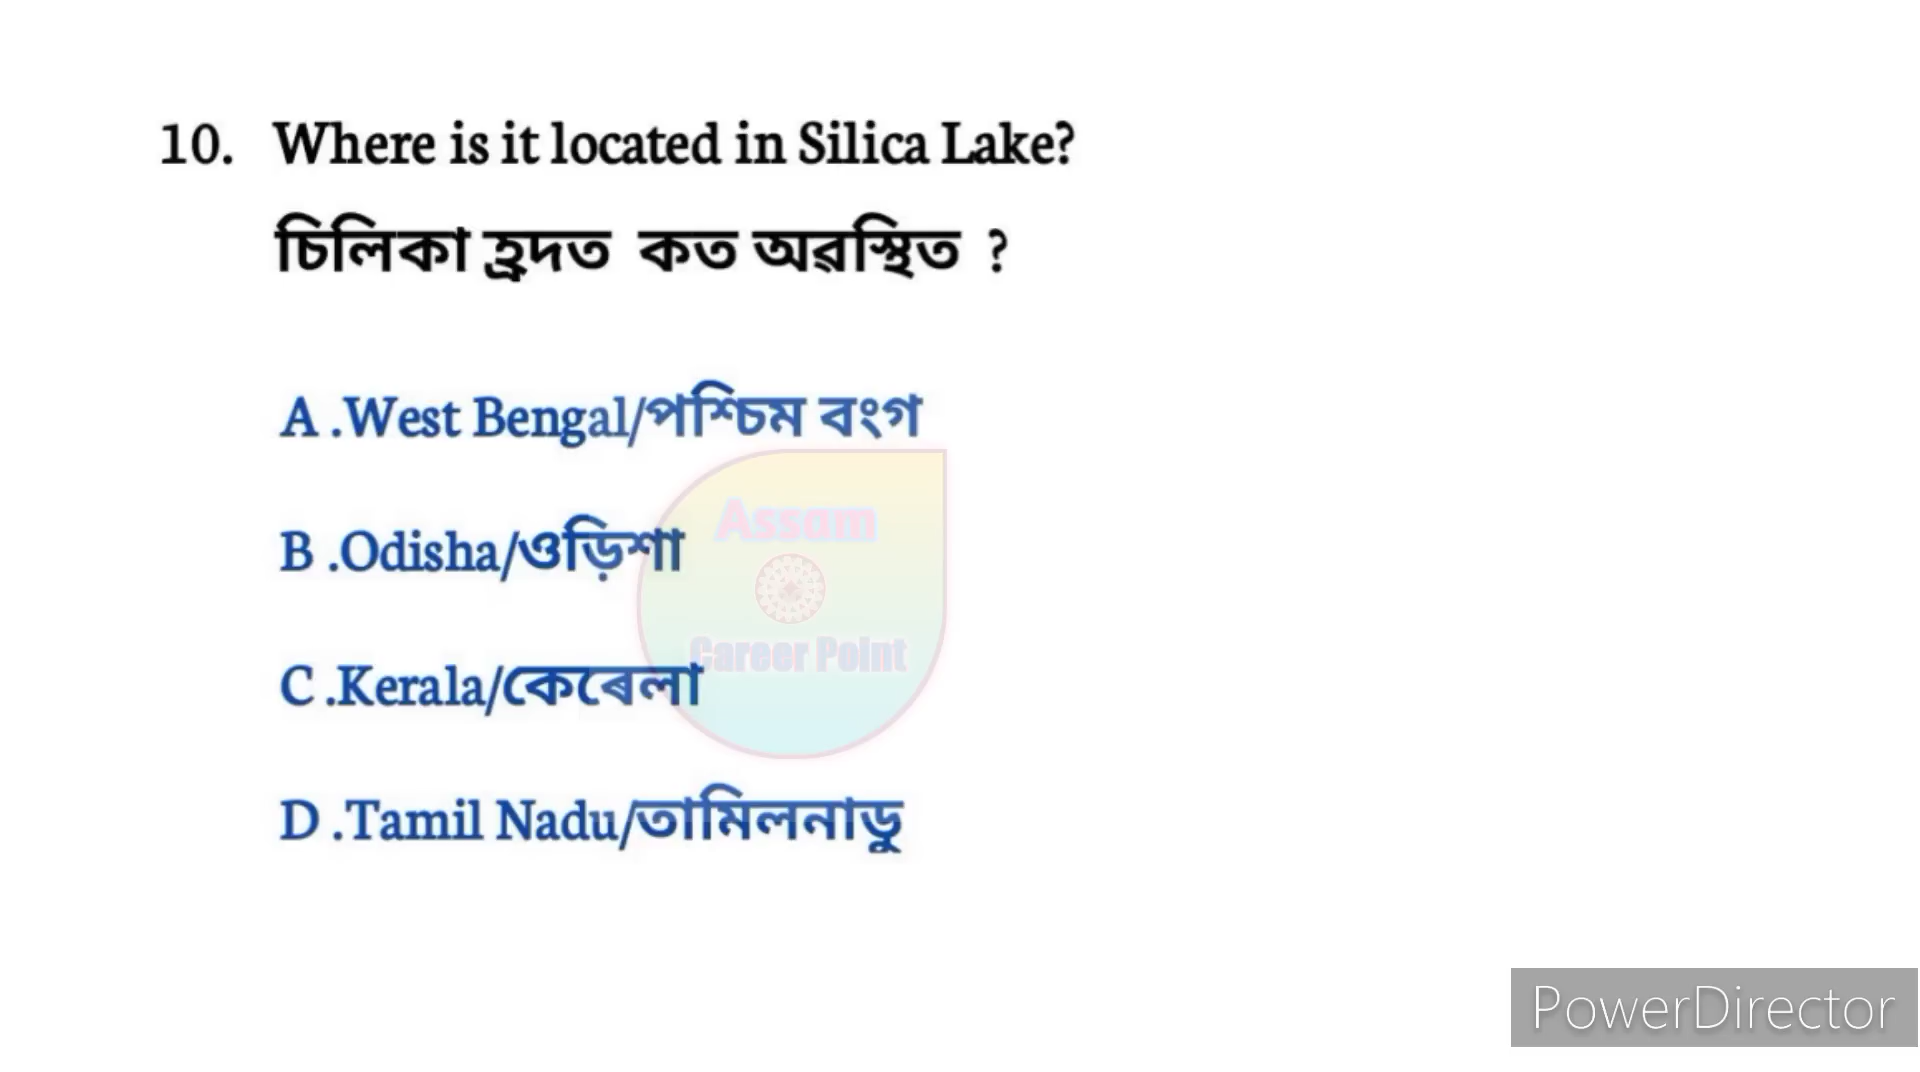 10. Where is it located in Silica Lake?
চিলিকা হ্ৰদত কত অৱস্থিত ?
A .West Bengal/পশ্চিম বংগ
B .Odisha/ওড়িশা
Assam
Career Point
C .Kerala/কেৰেলা
D .Tamil Nadu/তামিলনাডু
PowerDirector